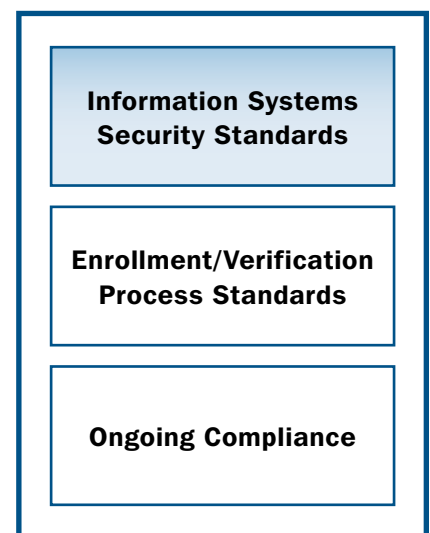 Information Systems
Security Standards
Enrollment/Verification
Process Standards
Ongoing Compliance